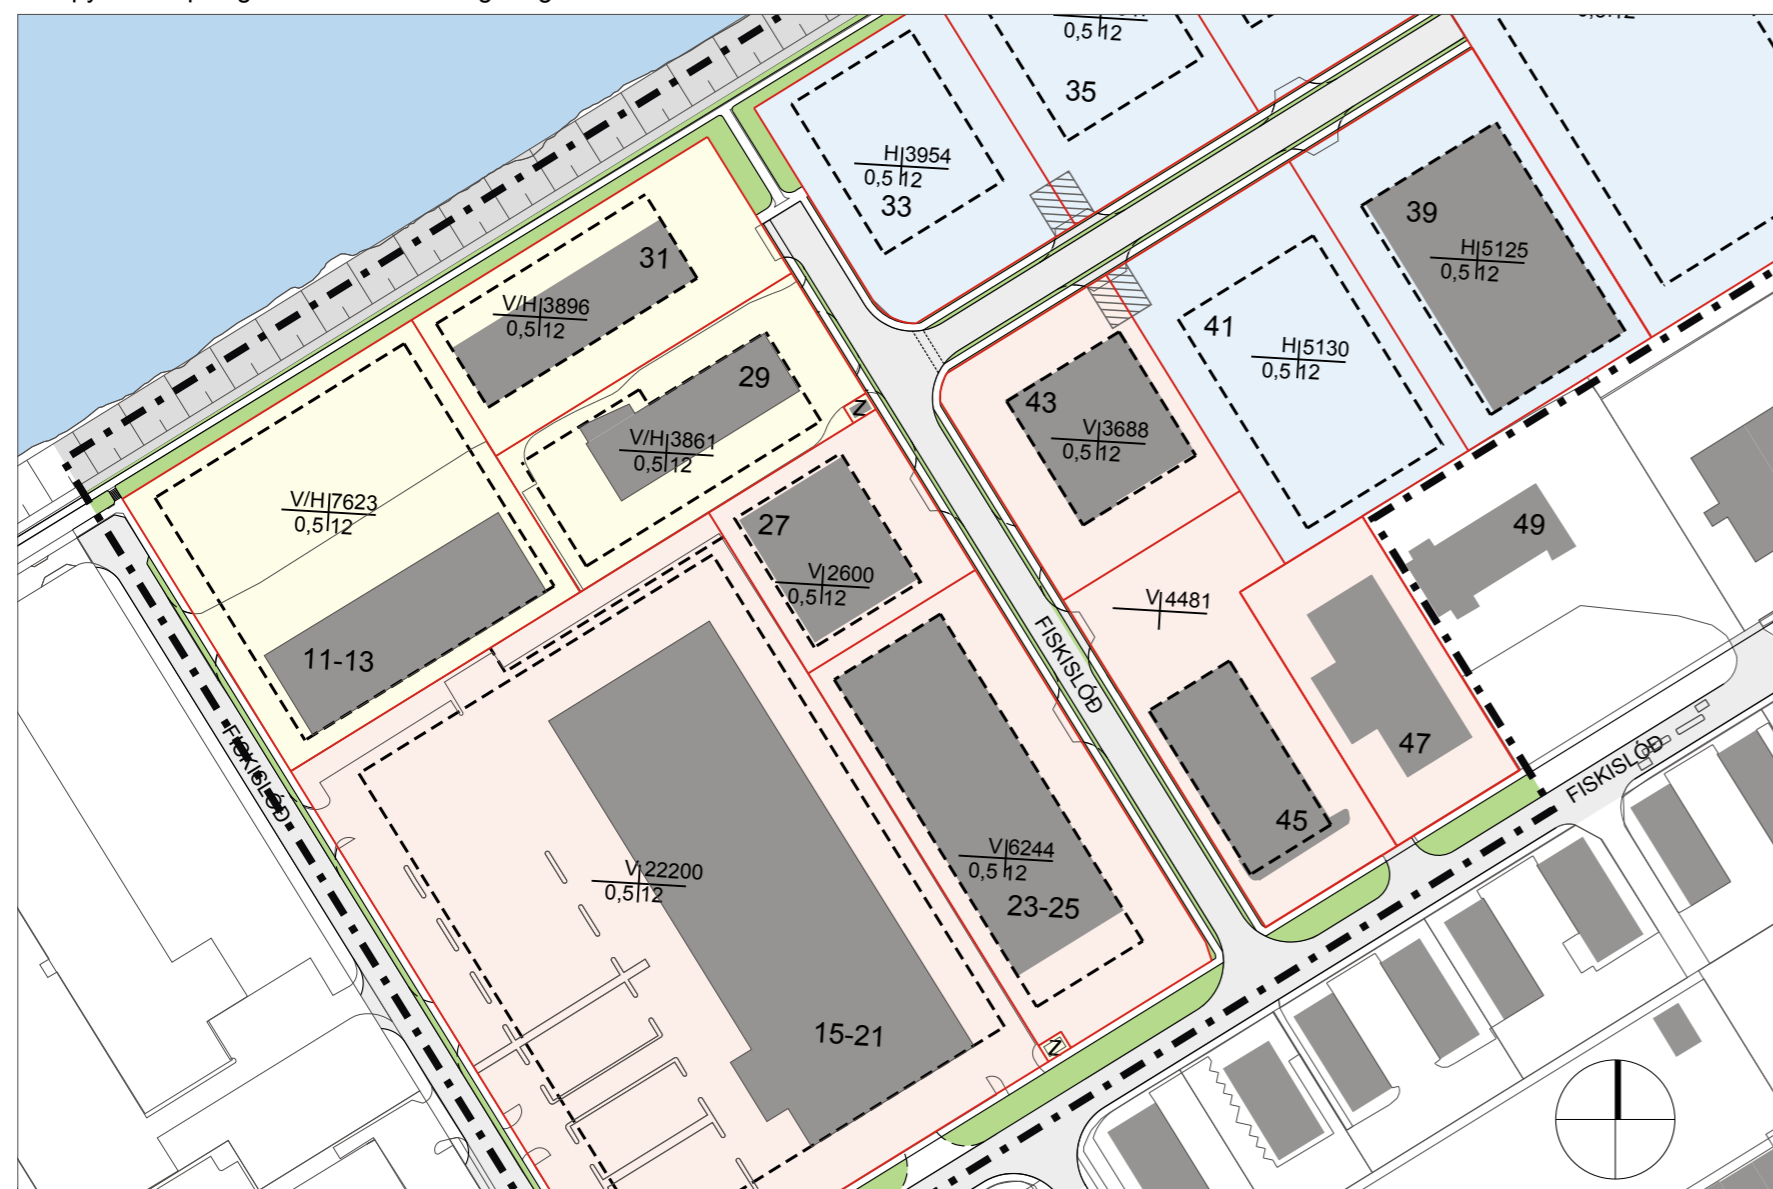 0,5 12
35
H 3954
0,5 12
33
39
H 5125
0,5 12
31
V/H 3896
0,5 12
41
H 5130
0,5 12
29
V/H 3861
0,5 12
Z
43
V 3688
0,5 12
V/H 7623
0,5 12
11-13
27
V 2600
0,5 12
49
V 4481
FISKISLÓÐ
47
45
FISKISLÓÐ
FISKISLÓÐ
V 22200
0,5 12
V 6244
0,5 12
23-25
15-21
Z